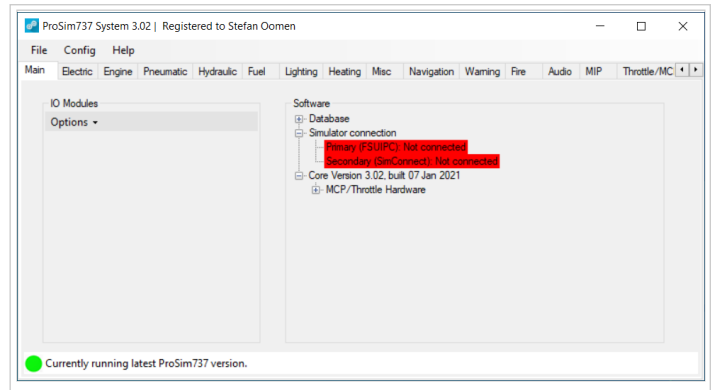 ProSim737 System 3.02 | Registered to Stefan Oomen
File Config Help
Main Electric Engine Pneumatic Hydraulic Fuel Lighting Heating Misc Navigation Warning Fire Audio MIP Throttle/MC
IO Modules
Options
Software
Database
Simulator connection
Primary (FSUIPC): Not connected
Secondary (SimConnect): Not connected
Core Version 3.02, built 07 Jan 2021
MCP/Throttle Hardware
Currently running latest ProSim737 version.